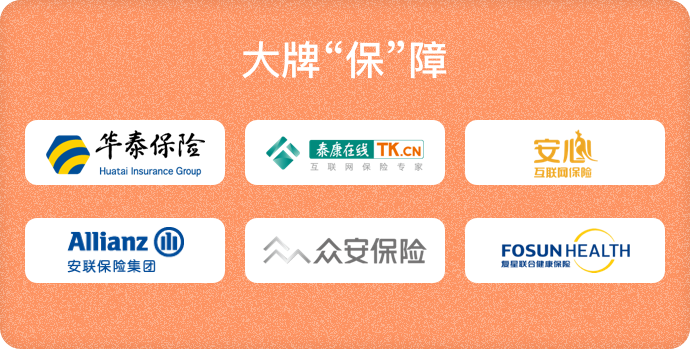 大牌“保”障
华泰保险
Huatai Insurance Group
泰康在线 TK.CN
互联网保险专家
安心
互联网保险
Allianz
安联保险集团
众安保险
FOSUN HEALTH
复星联合健康保险